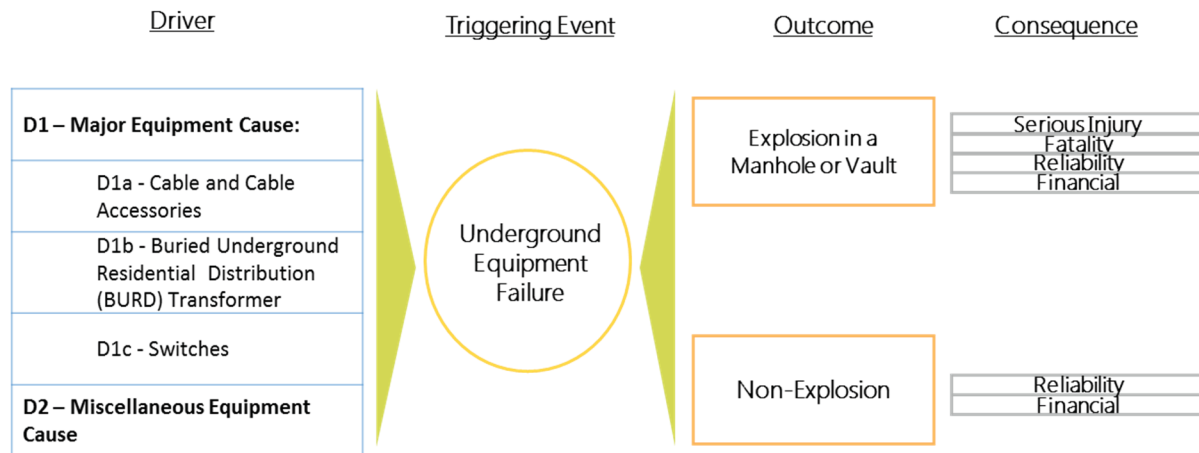 Driver
Triggering Event
Outcome
Consequence
D1 – Major Equipment Cause:
D1a - Cable and Cable
Accessories
D1b - Buried Underground
Residential Distribution
(BURD) Transformer
D1c - Switches
D2 – Miscellaneous Equipment
Cause
Underground
Equipment
Failure
Explosion in a
Manhole or Vault
Non-Explosion
Serious Injury
Fatality
Reliability
Financial
Reliability
Financial